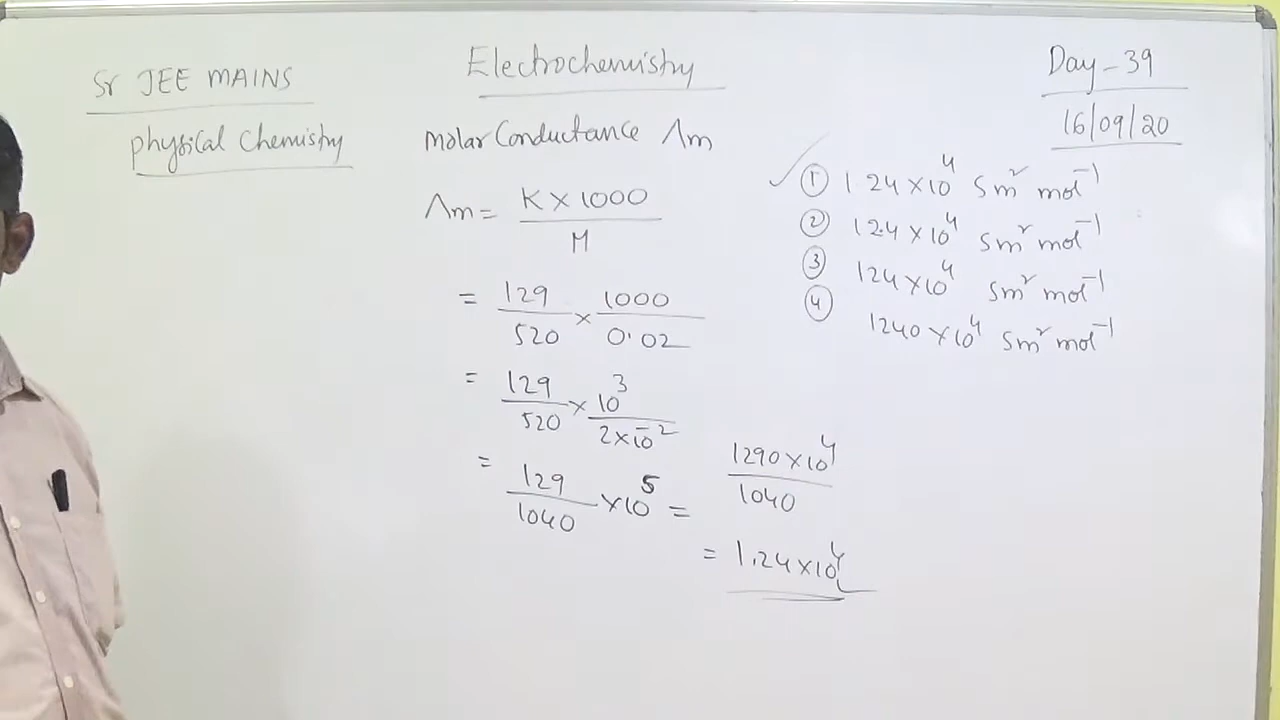 Sr JEE MAINS
Physical Chemistry
Electrochemistry
Day-39
16/09/20
Molar Conductance Λm
Λm = K×1000 / M
= 129/520 × 1000/0.02
= 129/520 × 10³/2×10⁻²
= 129/1040 ×10⁵ = 1290×10⁴/1040
= 1.24×10⁴
✓① 1.24×10⁴ Sm² mol⁻¹
② 12.4×10⁴ Sm² mol⁻¹
③ 124×10⁴ Sm² mol⁻¹
④ 1240×10⁴ Sm² mol⁻¹